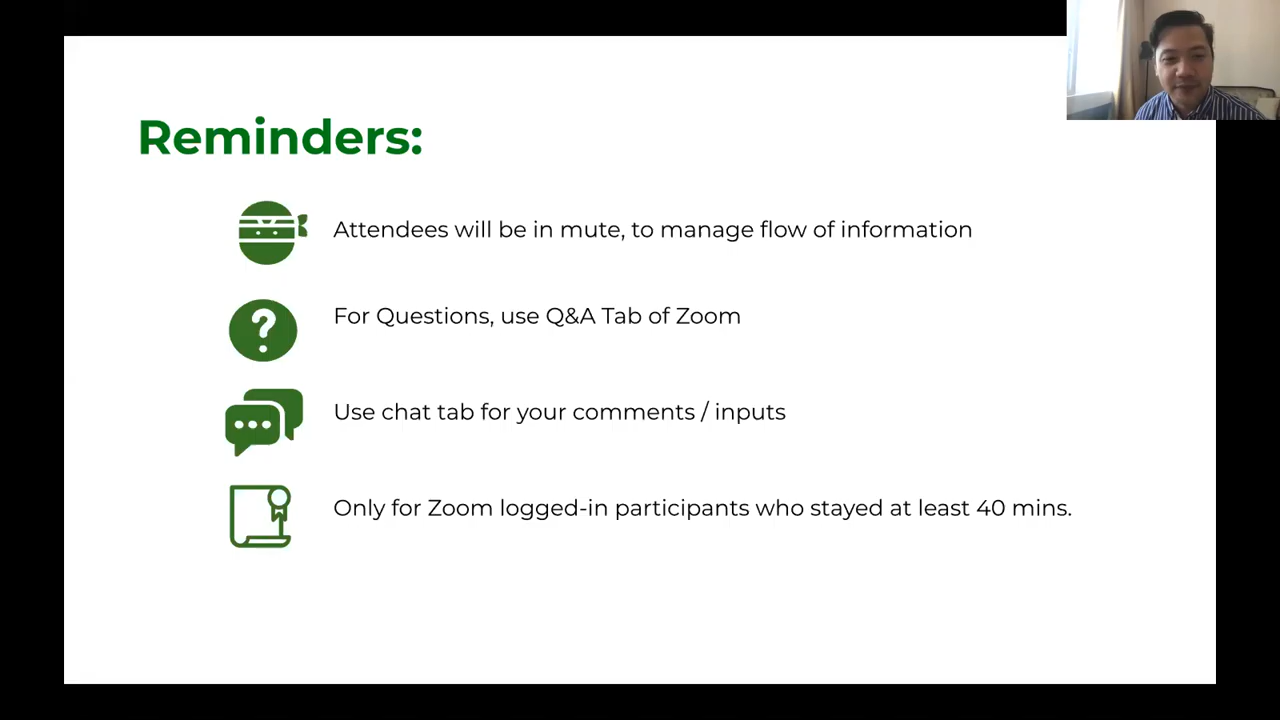 Reminders:
Attendees will be in mute, to manage flow of information
For Questions, use Q&A Tab of Zoom
Use chat tab for your comments / inputs
Only for Zoom logged-in participants who stayed at least 40 mins.